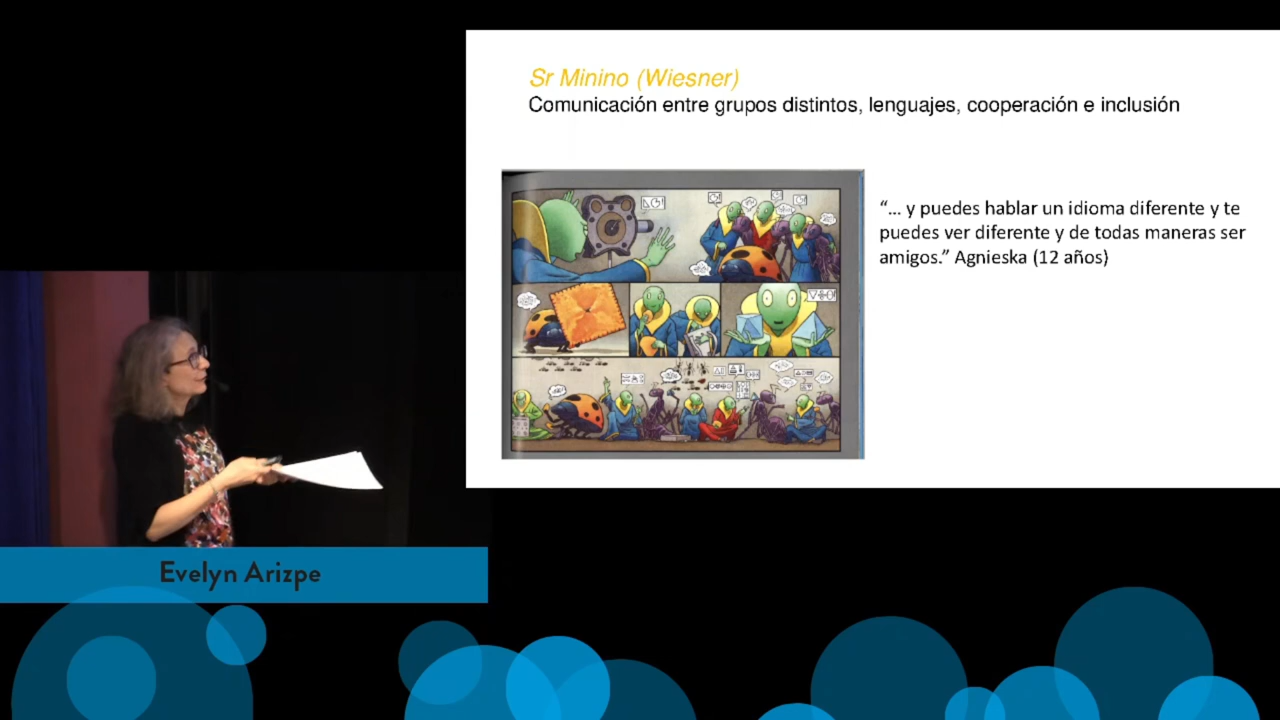 Sr Minino (Wiesner)
Comunicación entre grupos distintos, lenguajes, cooperación e inclusión
“... y puedes hablar un idioma diferente y te
puedes ver diferente y de todas maneras ser
amigos.” Agnieska (12 años)
Evelyn Arizpe